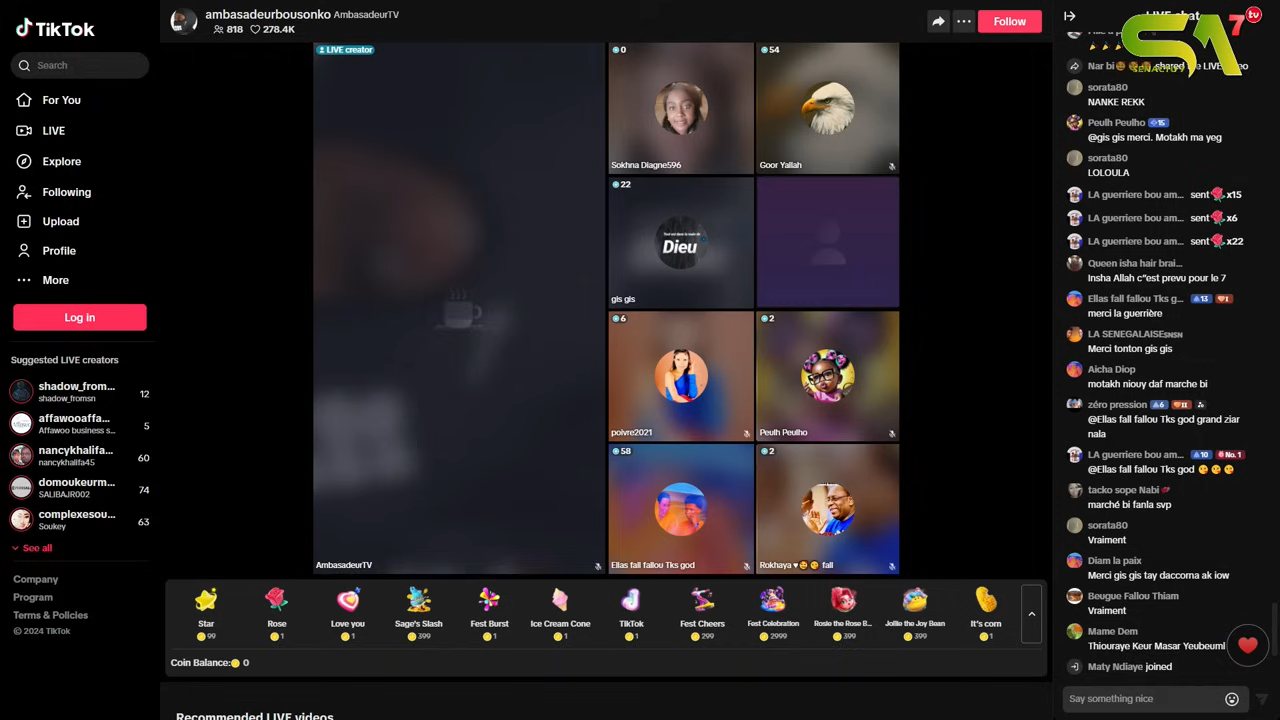 TikTok
Search
For You
LIVE
Explore
Following
Upload
Profile
More
Log in
Suggested LIVE creators
shadow_from...
shadow_fromsn
12
affawooaffa...
Affawoo business s...
5
nancykhalifa...
nancykhalifa45
60
domoukeurm...
SALIBAJR002
74
complexesou...
Soukey
63
See all
Company
Program
Terms & Policies
© 2024 TikTok
ambasadeurbousonko AmbasadeurTV
818 278.4K
Follow
LIVE creator
AmbasadeurTV
0
Sokhna Diagne596
54
Goor Yallah
22
Dieu
gis gis
6
poivre2021
2
Peulh Peulho
58
Ellas fall fallou Tks god
2
Rokhaya ♥😍😘 fall
Star
99
Rose
1
Love you
1
Sage's Slash
399
Fest Burst
1
Ice Cream Cone
1
TikTok
1
Fest Cheers
299
Fest Celebration
2999
Rosie the Rose B...
399
Jollie the Joy Bean
399
It's corn
1
Coin Balance: 0
Recommended LIVE videos
SA 7 tv
sorata80
NANKE REKK
Peulh Peulho 15
@gis gis merci. Motakh ma yeg
sorata80
LOLOULA
LA guerriere bou am... sent x15
LA guerriere bou am... sent x6
LA guerriere bou am... sent x22
Queen isha hair brai...
Insha Allah c"est prevu pour le 7
Ellas fall fallou Tks g... 13 1
merci la guerrière
LA SENEGALAISESNSN
Merci tonton gis gis
Aicha Diop
motakh niouy daf marche bi
zéro pression 6 11
@Ellas fall fallou Tks god grand ziar
nala
LA guerriere bou am... 10 No. 1
@Ellas fall fallou Tks god 😘 😘 😘
tacko sope Nabi
marché bi fanla svp
sorata80
Vraiment
Diam la paix
Merci gis gis tay daccorna ak iow
Beugue Fallou Thiam
Vraiment
Mame Dem
Thiouraye Keur Masar Yeubeuml
Maty Ndiaye joined
Say something nice